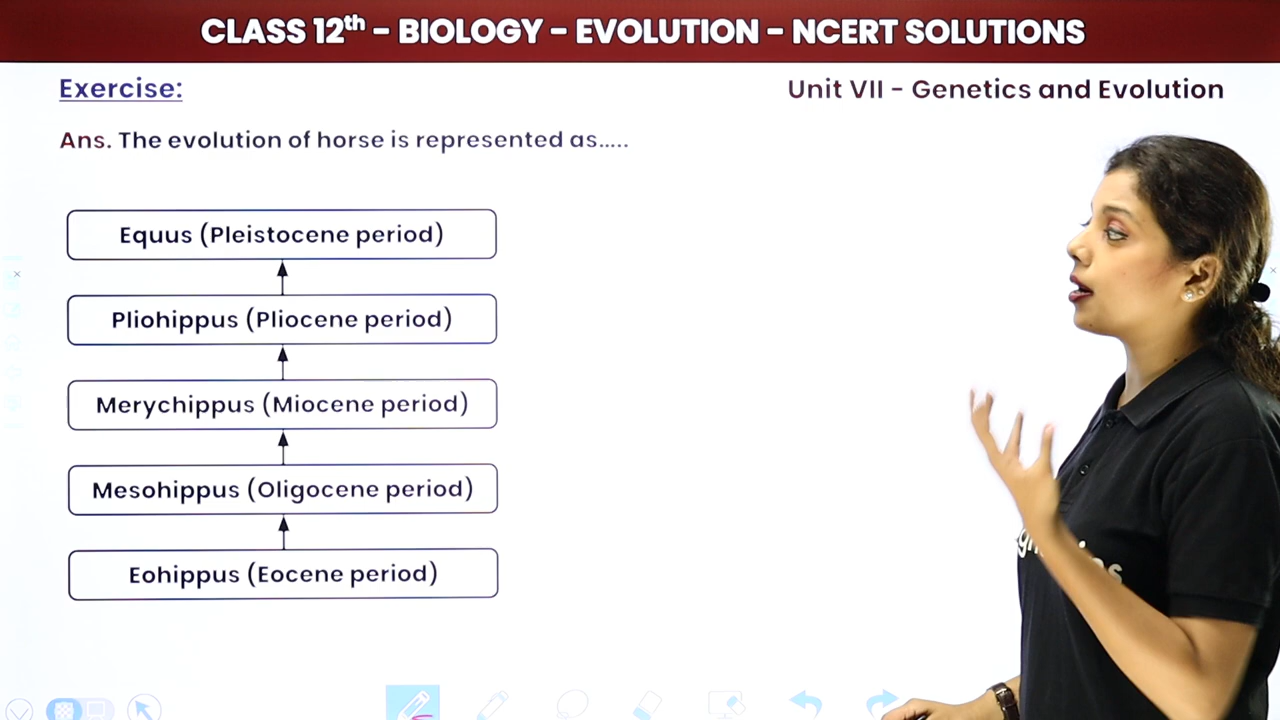 CLASS 12th – BIOLOGY – EVOLUTION – NCERT SOLUTIONS
Exercise:
Unit VII - Genetics and Evolution
Ans. The evolution of horse is represented as.....
Equus (Pleistocene period)
Pliohippus (Pliocene period)
Merychippus (Miocene period)
Mesohippus (Oligocene period)
Eohippus (Eocene period)